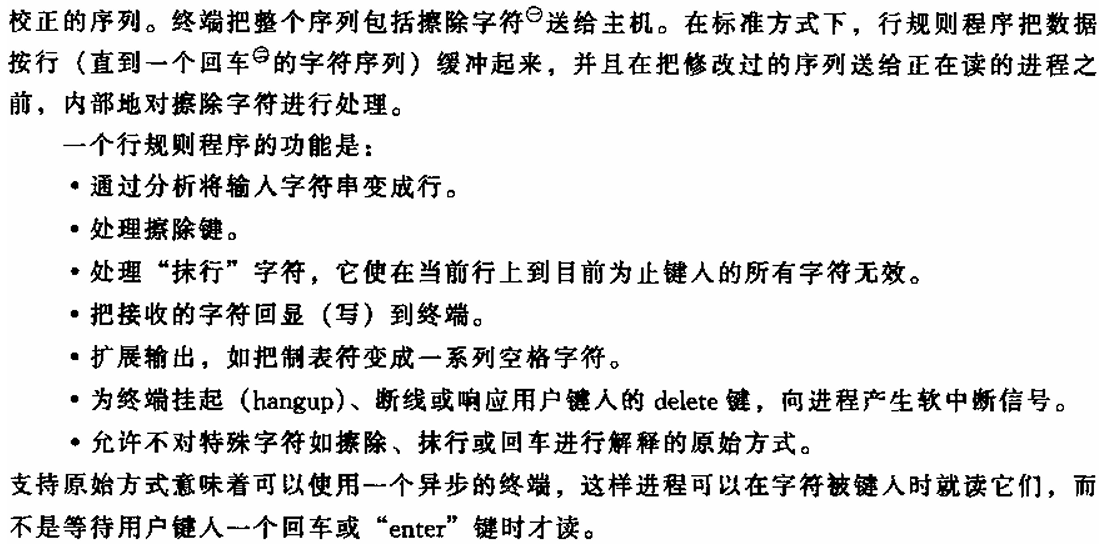 校正的序列。终端把整个序列包括擦除字符㊀送给主机。在标准方式下，行规则程序把数据
按行（直到一个回车㊁的字符序列）缓冲起来，并且在把修改过的序列送给正在读的进程之
前，内部地对擦除字符进行处理。
一个行规则程序的功能是：
• 通过分析将输入字符串变成行。
• 处理擦除键。
• 处理“抹行”字符，它使在当前行上到目前为止键入的所有字符无效。
• 把接收的字符回显（写）到终端。
• 扩展输出，如把制表符变成一系列空格字符。
• 为终端挂起（hangup）、断线或响应用户键入的 delete 键，向进程产生软中断信号。
• 允许不对特殊字符如擦除、抹行或回车进行解释的原始方式。
支持原始方式意味着可以使用一个异步的终端，这样进程可以在字符被键入时就读它们，而
不是等待用户键入一个回车或“enter”键时才读。